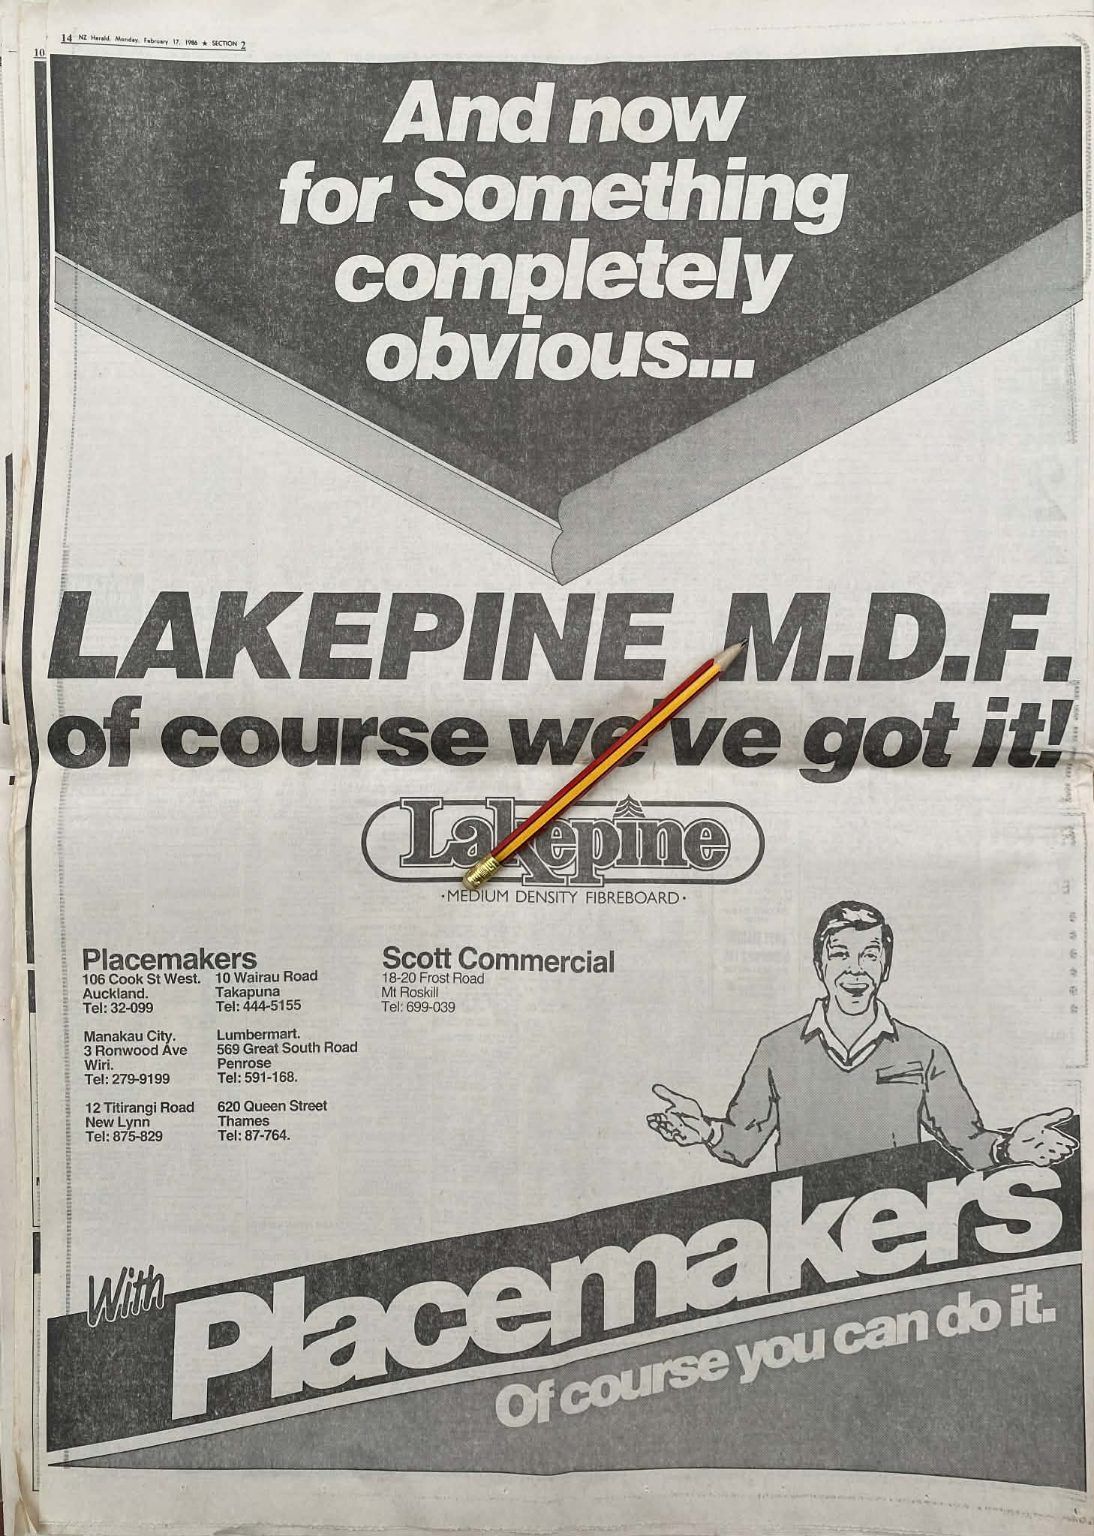 10
14 NZ Herald, Monday, February 17, 1986 ★ SECTION 2
And now
for Something
completely
obvious...
LAKEPINE M.D.F.
of course we've got it!
Lakepine
·MEDIUM DENSITY FIBREBOARD·
Placemakers
106 Cook St West.
Auckland.
Tel: 32-099
10 Wairau Road
Takapuna
Tel: 444-5155
Manakau City.
3 Ronwood Ave
Wiri.
Tel: 279-9199
Lumbermart.
569 Great South Road
Penrose
Tel: 591-168.
12 Titirangi Road
New Lynn
Tel: 875-829
620 Queen Street
Thames
Tel: 87-764.
Scott Commercial
18-20 Frost Road
Mt Roskill
Tel: 699-039
With
Placemakers
Of course you can do it.